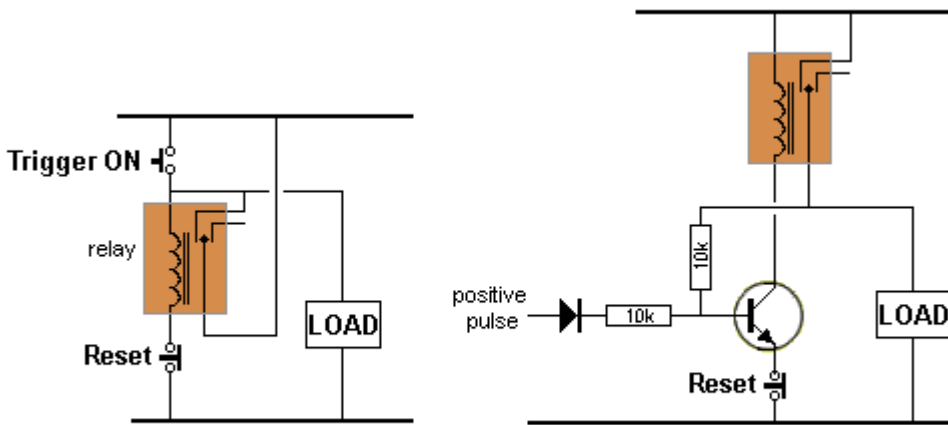 Trigger ON
relay
LOAD
Reset
10k
positive
pulse
10k
LOAD
Reset